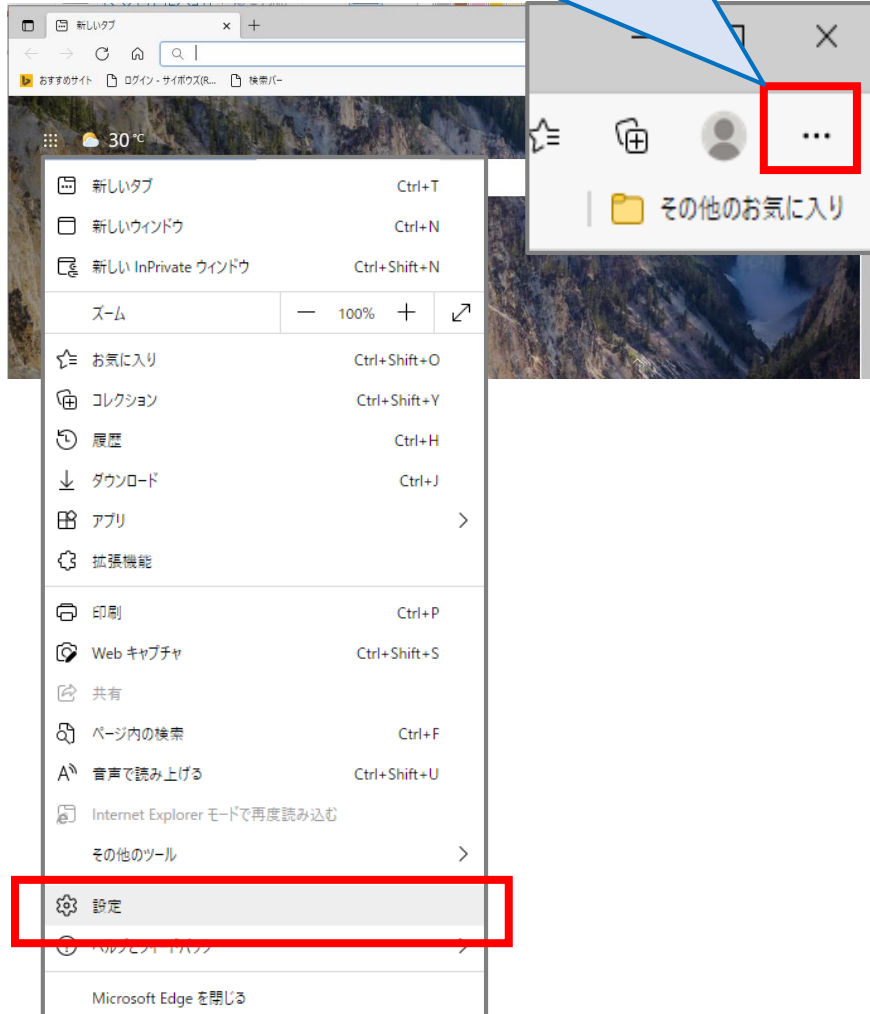 新しいタブ
おすすめサイト ログイン - サイボウズ(R... 検索バー
30℃
その他のお気に入り
新しいタブ Ctrl+T
新しいウィンドウ Ctrl+N
新しい InPrivate ウィンドウ Ctrl+Shift+N
ズーム 100%
お気に入り Ctrl+Shift+O
コレクション Ctrl+Shift+Y
履歴 Ctrl+H
ダウンロード Ctrl+J
アプリ
拡張機能
印刷 Ctrl+P
Web キャプチャ Ctrl+Shift+S
共有
ページ内の検索 Ctrl+F
音声で読み上げる Ctrl+Shift+U
Internet Explorer モードで再度読み込む
その他のツール
設定
Microsoft Edge を閉じる